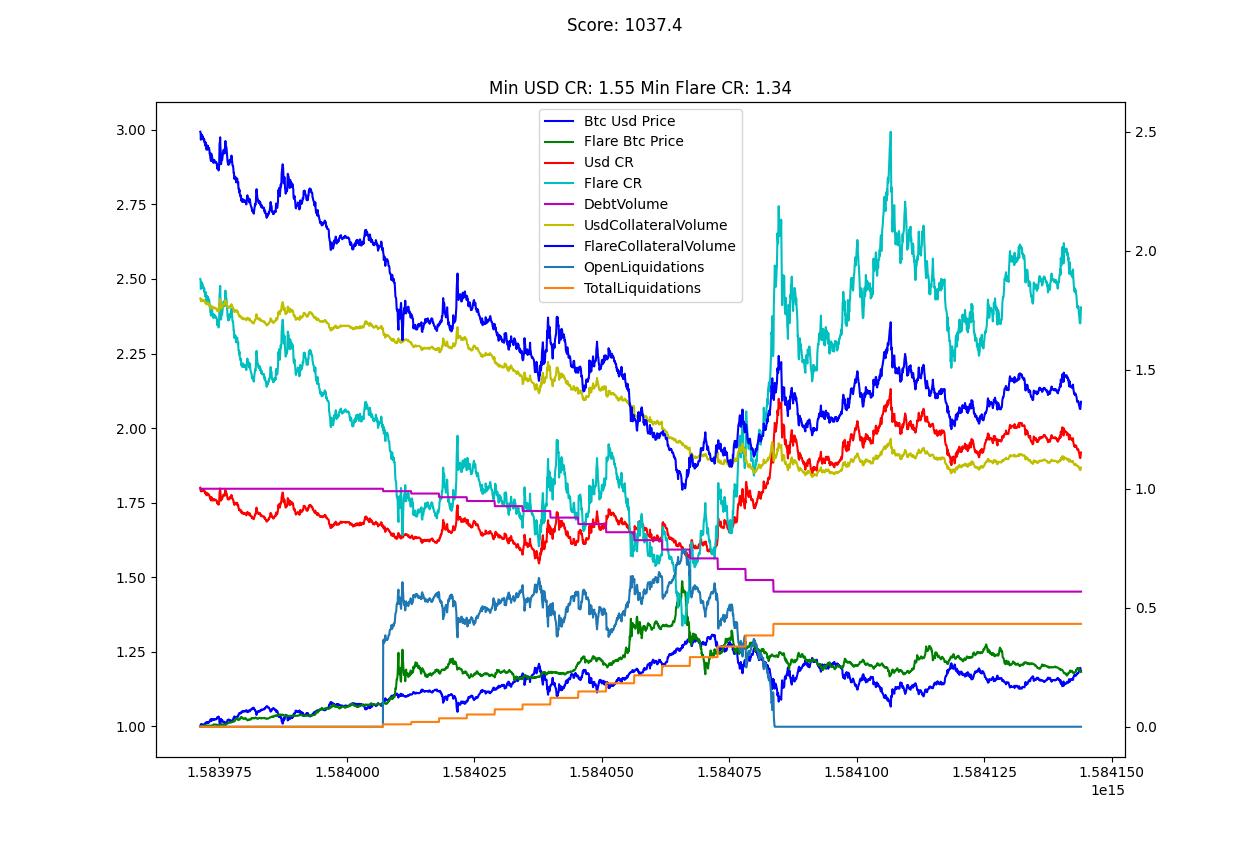 Score: 1037.4
Min USD CR: 1.55 Min Flare CR: 1.34
Btc Usd Price
Flare Btc Price
Usd CR
Flare CR
DebtVolume
UsdCollateralVolume
FlareCollateralVolume
OpenLiquidations
TotalLiquidations
3.00
2.75
2.50
2.25
2.00
1.75
1.50
1.25
1.00
2.5
2.0
1.5
1.0
0.5
0.0
1.583975 1.584000 1.584025 1.584050 1.584075 1.584100 1.584125 1.584150
1e15